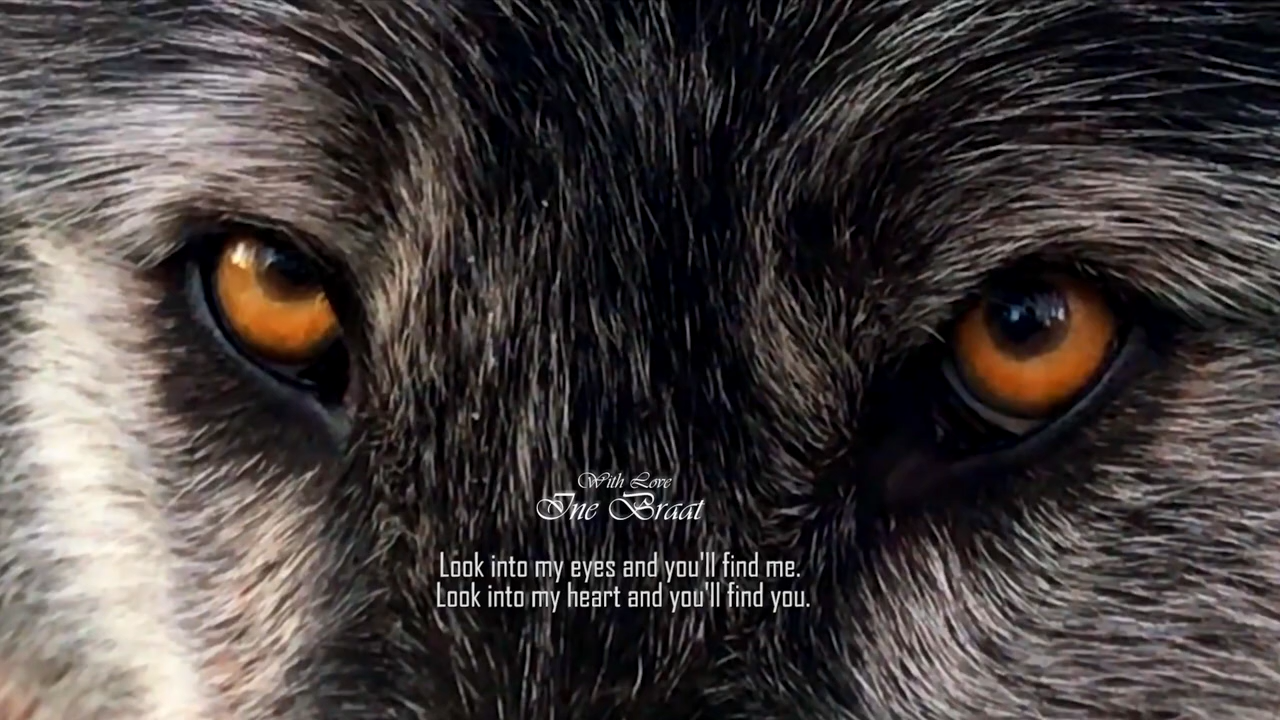 With Love
Ine Braat
Look into my eyes and you'll find me.
Look into my heart and you'll find you.